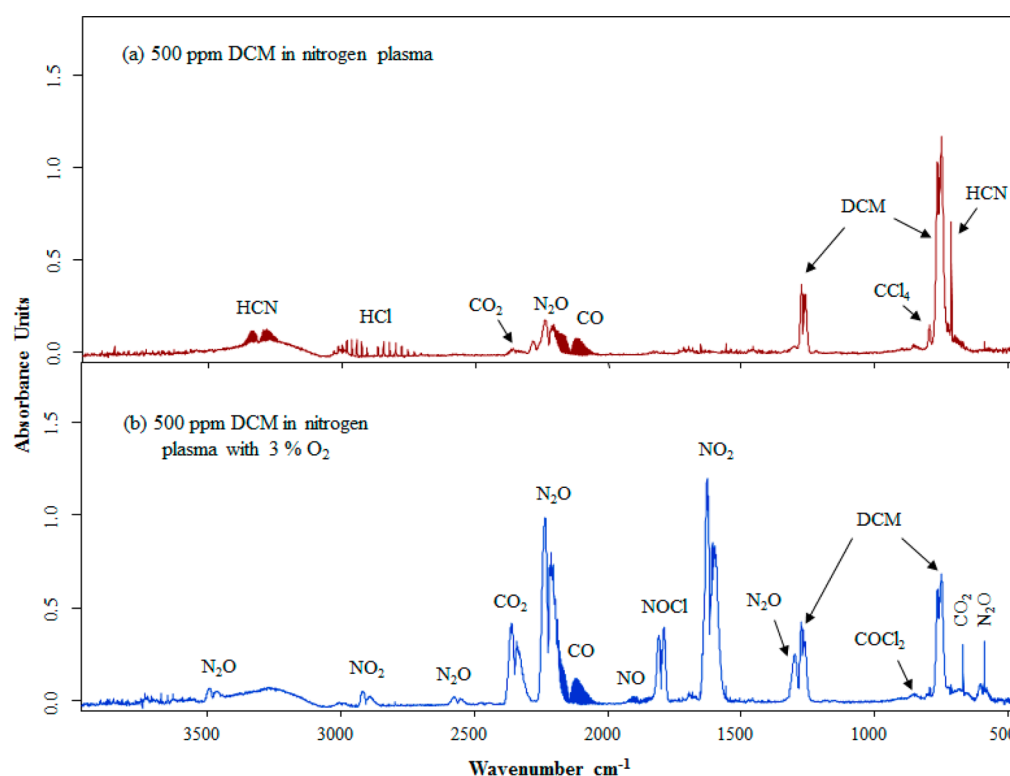 (a) 500 ppm DCM in nitrogen plasma
1.5
1.0
0.5
0.0
HCN
HCl
CO₂
N₂O
CO
DCM
HCN
CCl₄
Absorbance Units
(b) 500 ppm DCM in nitrogen
plasma with 3 % O₂
1.5
1.0
0.5
0.0
N₂O
NO₂
N₂O
CO₂
N₂O
CO
NO
NOCl
NO₂
N₂O
DCM
COCl₂
CO₂
N₂O
3500 3000 2500 2000 1500 1000
Wavenumber cm⁻¹